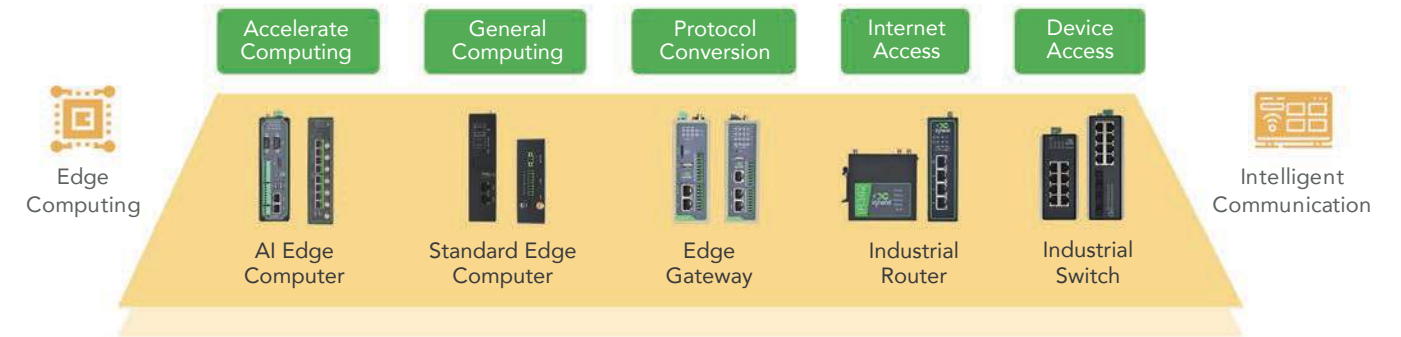 Accelerate
Computing
General
Computing
Protocol
Conversion
Internet
Access
Device
Access
Edge
Computing
Intelligent
Communication
AI Edge
Computer
Standard Edge
Computer
Edge
Gateway
Industrial
Router
Industrial
Switch